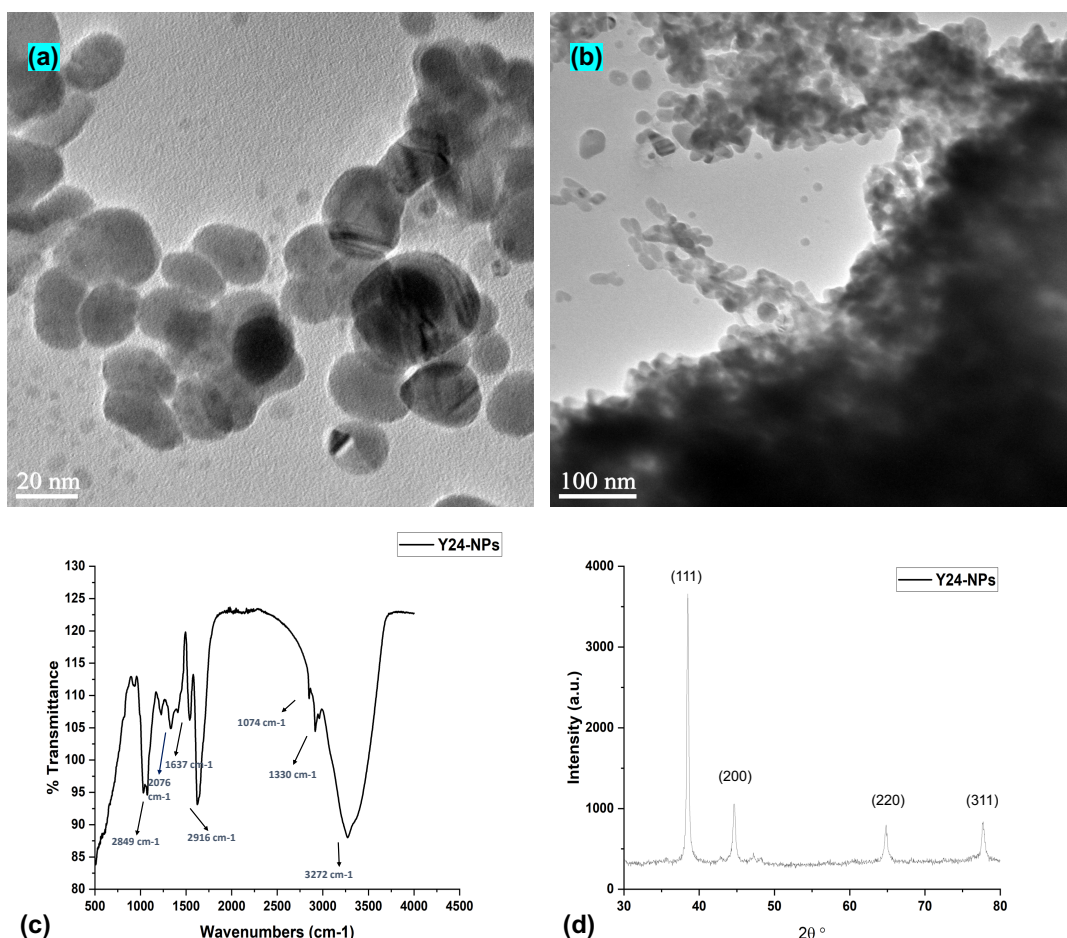 (a)
20 nm
(b)
100 nm
Y24-NPs
130
125
120
115
110
105
100
95
90
85
80
% Transmittance
1074 cm-1
1330 cm-1
1637 cm-1
2076
cm-1
2849 cm-1
2916 cm-1
3272 cm-1
500 1000 1500 2000 2500 3000 3500 4000 4500
Wavenumbers (cm-1)
(c)
Y24-NPs
4000
3000
2000
1000
0
Intensity (a.u.)
(111)
(200)
(220)
(311)
30 40 50 60 70 80
2θ °
(d)